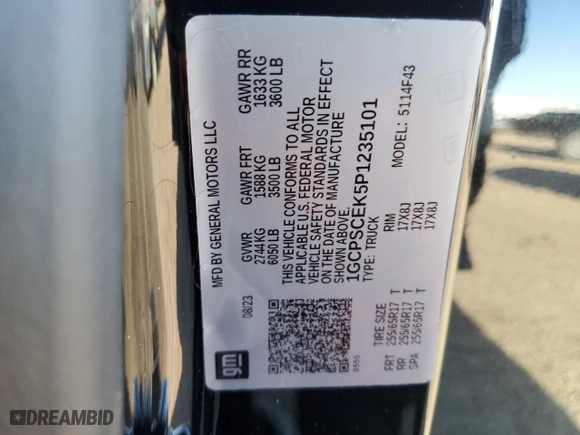 MFD BY GENERAL MOTORS LLC
08/23
GVWR GAWR FRT GAWR RR
2744KG 1588 KG 1633 KG
6050 LB 3500 LB 3600 LB
THIS VEHICLE CONFORMS TO ALL
APPLICABLE U.S. FEDERAL MOTOR
VEHICLE SAFETY STANDARDS IN EFFECT
ON THE DATE OF MANUFACTURE
SHOWN ABOVE.
1GCPSCEK5P1235101
TYPE: TRUCK MODEL: 5114F43
TIRE SIZE RIM
FRT 255/65R17 T 17X8J
RR 255/65R17 T 17X8J
SPA 255/65R17 T 17X8J
gm
DREAMBID